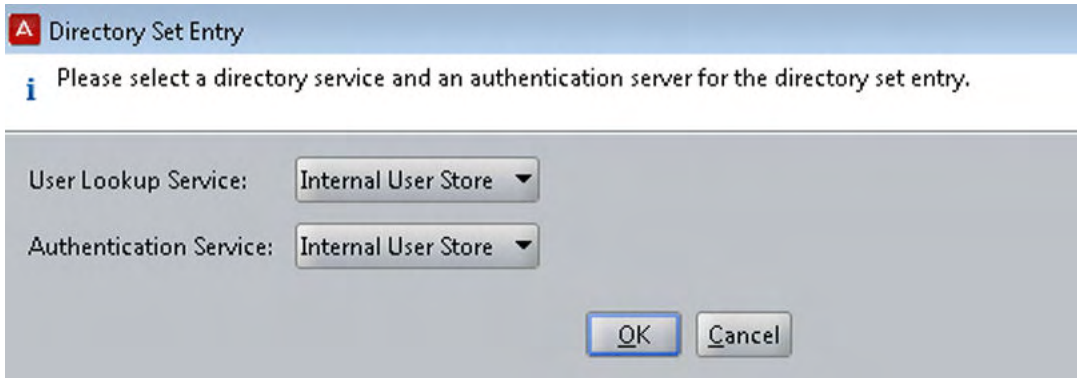 A Directory Set Entry
i Please select a directory service and an authentication server for the directory set entry.
User Lookup Service: Internal User Store
Authentication Service: Internal User Store
OK Cancel